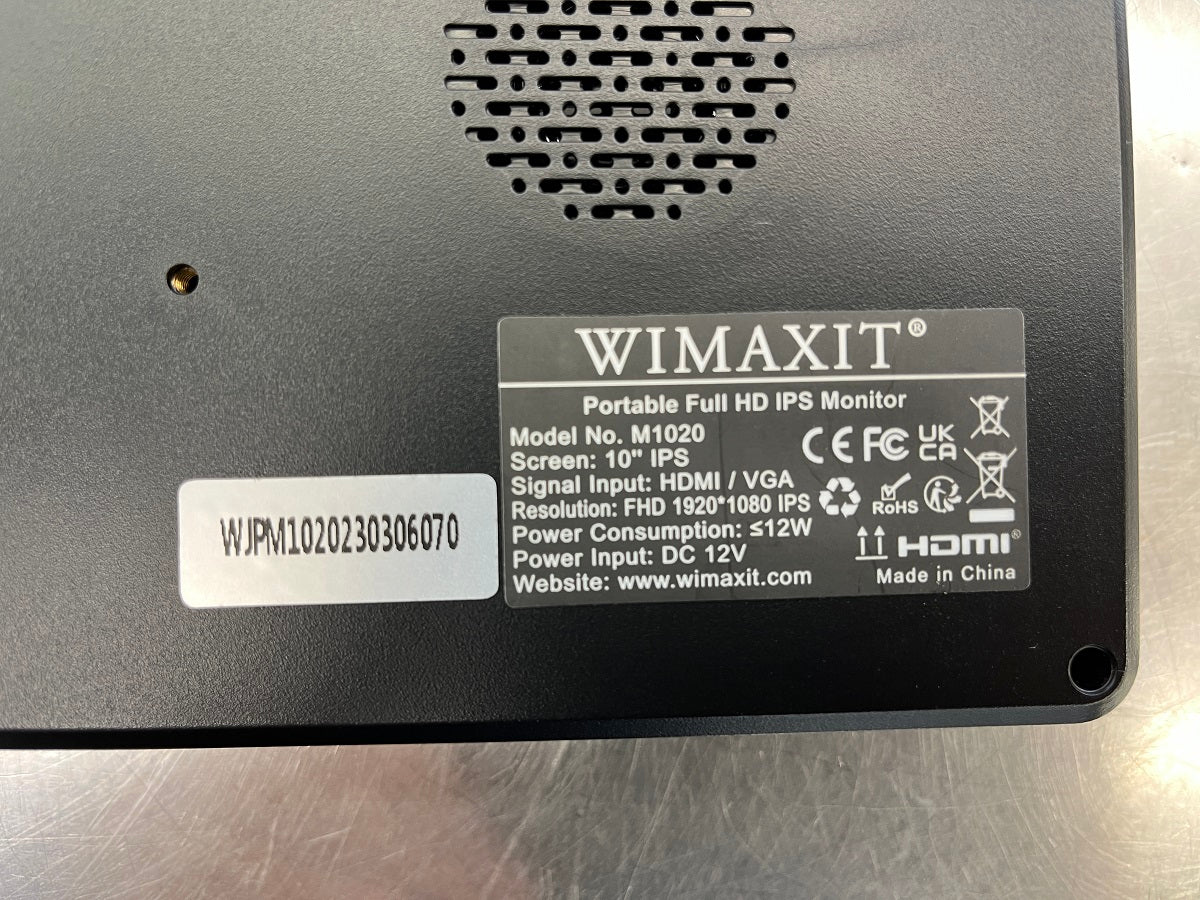 WIMAXIT®
Portable Full HD IPS Monitor
Model No. M1020
Screen: 10" IPS
Signal Input: HDMI / VGA
Resolution: FHD 1920*1080 IPS
Power Consumption: ≤12W
Power Input: DC 12V
Website: www.wimaxit.com
CE FC UK
CA
RoHS
HDMI®
Made in China
WJPM1020230306070